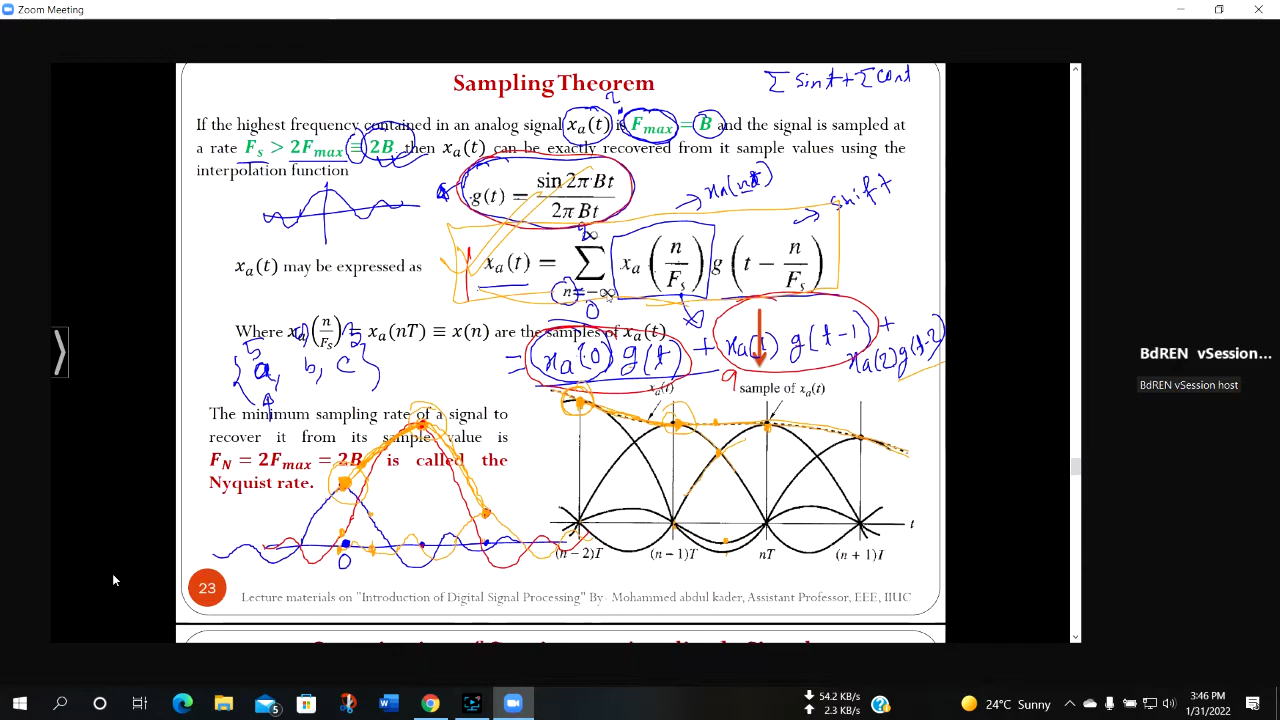 Zoom Meeting
Sampling Theorem
∑ sin t + ∑ cos t
If the highest frequency contained in an analog signal xₐ(t) is Fmax = B and the signal is sampled at
a rate Fs > 2Fmax ≡ 2B, then xₐ(t) can be exactly recovered from it sample values using the
interpolation function
g(t) = sin 2π Bt / 2π Bt
→ xₐ(nT)
→ shift
xₐ(t) may be expressed as
xₐ(t) = ∑ n=−∞ ∞ xₐ(n/Fs) g(t − n/Fs)
Where xₐ(n/Fs) = xₐ(nT) ≡ x(n) are the samples of xₐ(t)
= xₐ(0) g(t) + xₐ(1) g(t-1) + xₐ(2) g(t-2)
{ a, b, c }
xₐ(t)
sample of xₐ(t)
The minimum sampling rate of a signal to
recover it from its sample value is
FN = 2Fmax = 2B is called the
Nyquist rate.
0
t
(n − 2)T (n − 1)T nT (n + 1)T
23
Lecture materials on "Introduction of Digital Signal Processing" By- Mohammed abdul kader, Assistant Professor, EEE, IIUC
BdREN vSession...
BdREN vSession host
5
54.2 KB/s
2.3 KB/s
24°C Sunny
3:46 PM
1/31/2022